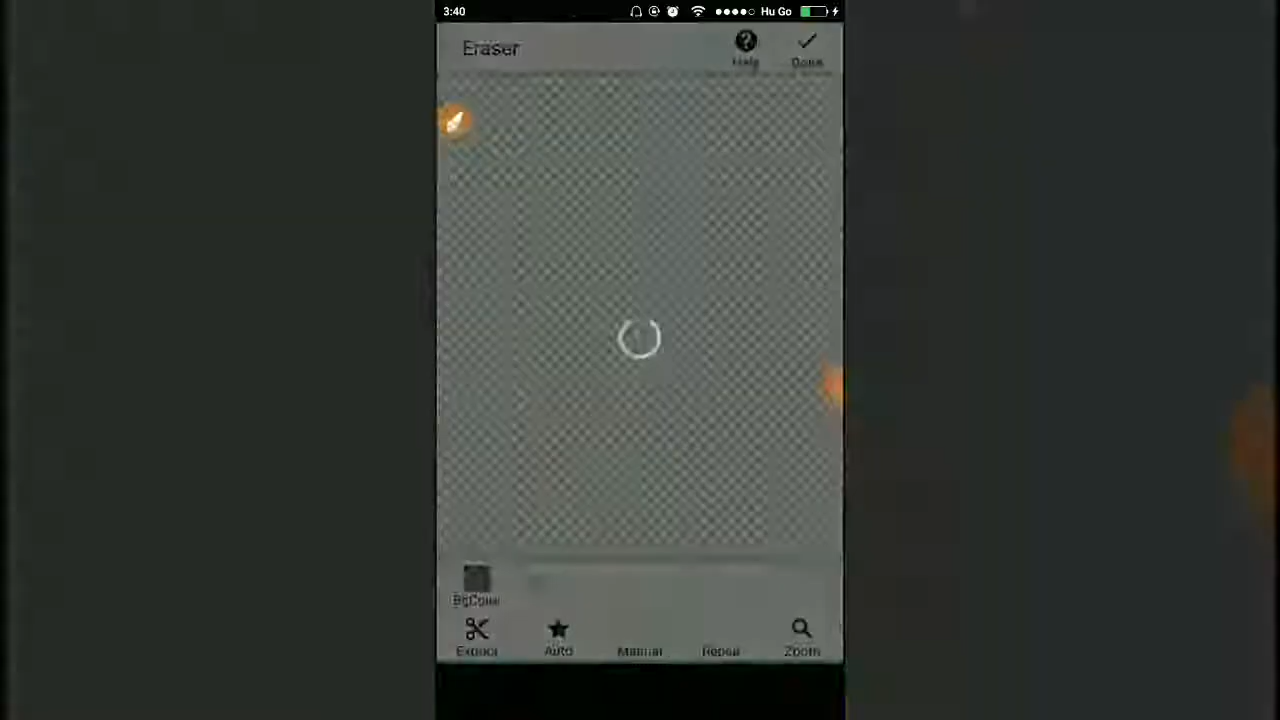 3:40 Hu Go
Eraser
Help Done
BgColor
Extract Auto Manual Repair Zoom